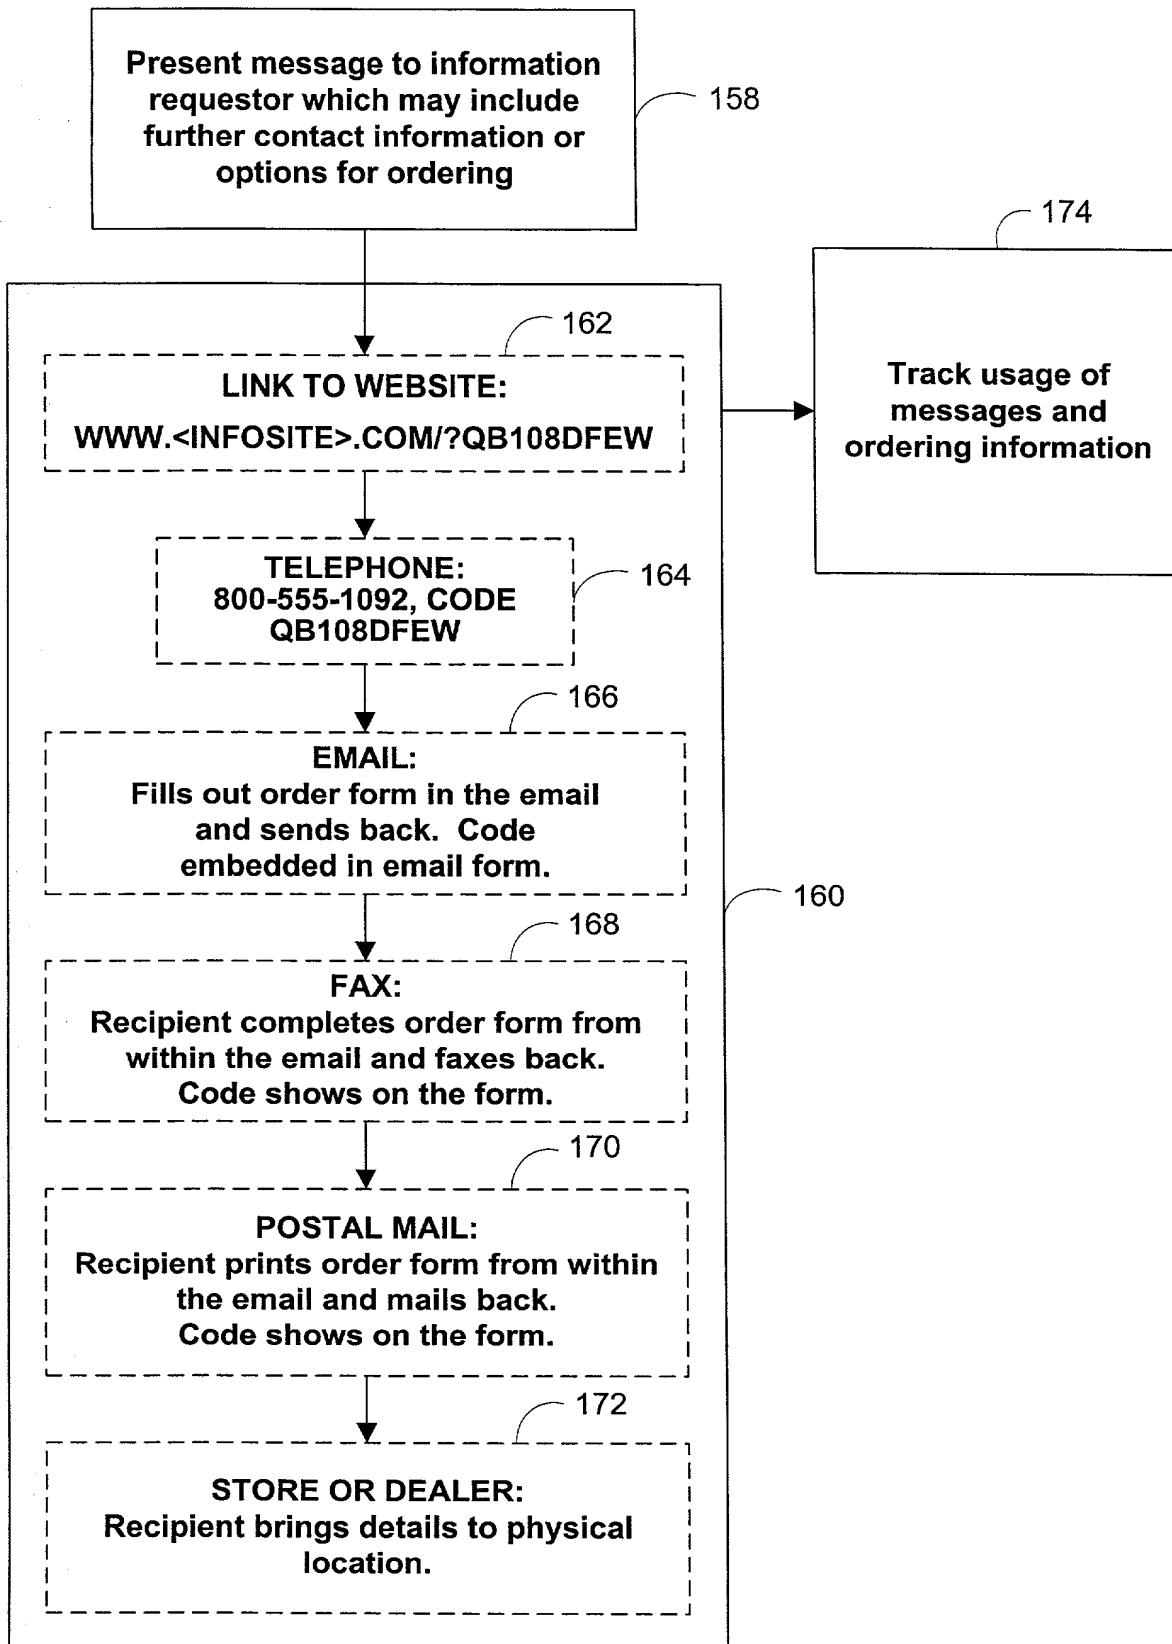 Present message to information
requestor which may include
further contact information or
options for ordering
158
174
Track usage of
messages and
ordering information
162
LINK TO WEBSITE:
WWW.<INFOSITE>.COM/?QB108DFEW
TELEPHONE:
800-555-1092, CODE
QB108DFEW
164
166
EMAIL:
Fills out order form in the email
and sends back. Code
embedded in email form.
160
168
FAX:
Recipient completes order form from
within the email and faxes back.
Code shows on the form.
170
POSTAL MAIL:
Recipient prints order form from within
the email and mails back.
Code shows on the form.
172
STORE OR DEALER:
Recipient brings details to physical
location.